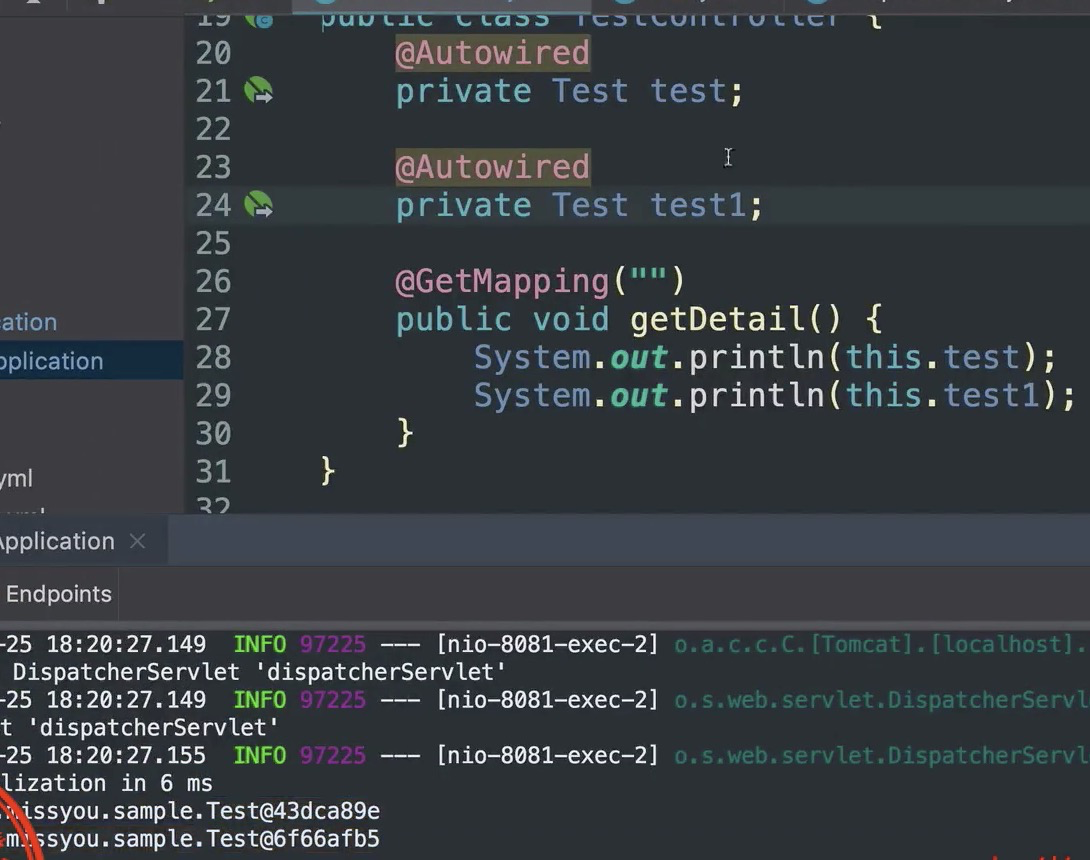 19 public class TestController {
20 @Autowired
21 private Test test;
22
23 @Autowired
24 private Test test1;
25
26 @GetMapping("")
27 public void getDetail() {
28 System.out.println(this.test);
29 System.out.println(this.test1);
30 }
31 }
32
ation
pplication
yml
Application
Endpoints
-25 18:20:27.149 INFO 97225 --- [nio-8081-exec-2] o.a.c.c.C.[Tomcat].[localhost].
DispatcherServlet 'dispatcherServlet'
-25 18:20:27.149 INFO 97225 --- [nio-8081-exec-2] o.s.web.servlet.DispatcherServl
t 'dispatcherServlet'
-25 18:20:27.155 INFO 97225 --- [nio-8081-exec-2] o.s.web.servlet.DispatcherServl
lization in 6 ms
missyou.sample.Test@43dca89e
missyou.sample.Test@6f66afb5